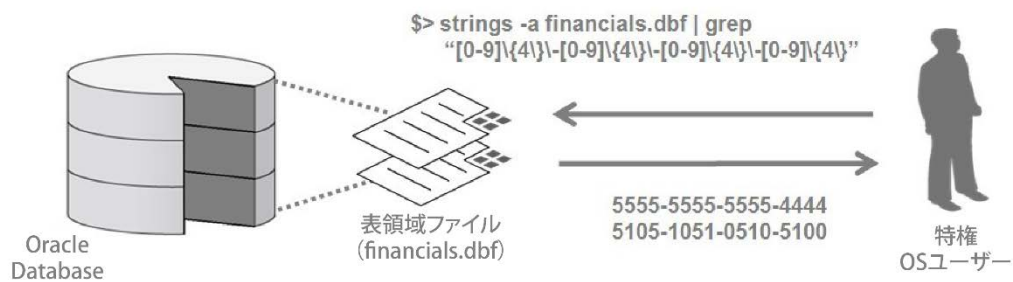 $> strings -a financials.dbf | grep
“[0-9]\{4\}\-[0-9]\{4\}\-[0-9]\{4\}\-[0-9]\{4\}”
5555-5555-5555-4444
5105-1051-0510-5100
Oracle
Database
表領域ファイル
(financials.dbf)
特権
OSユーザー